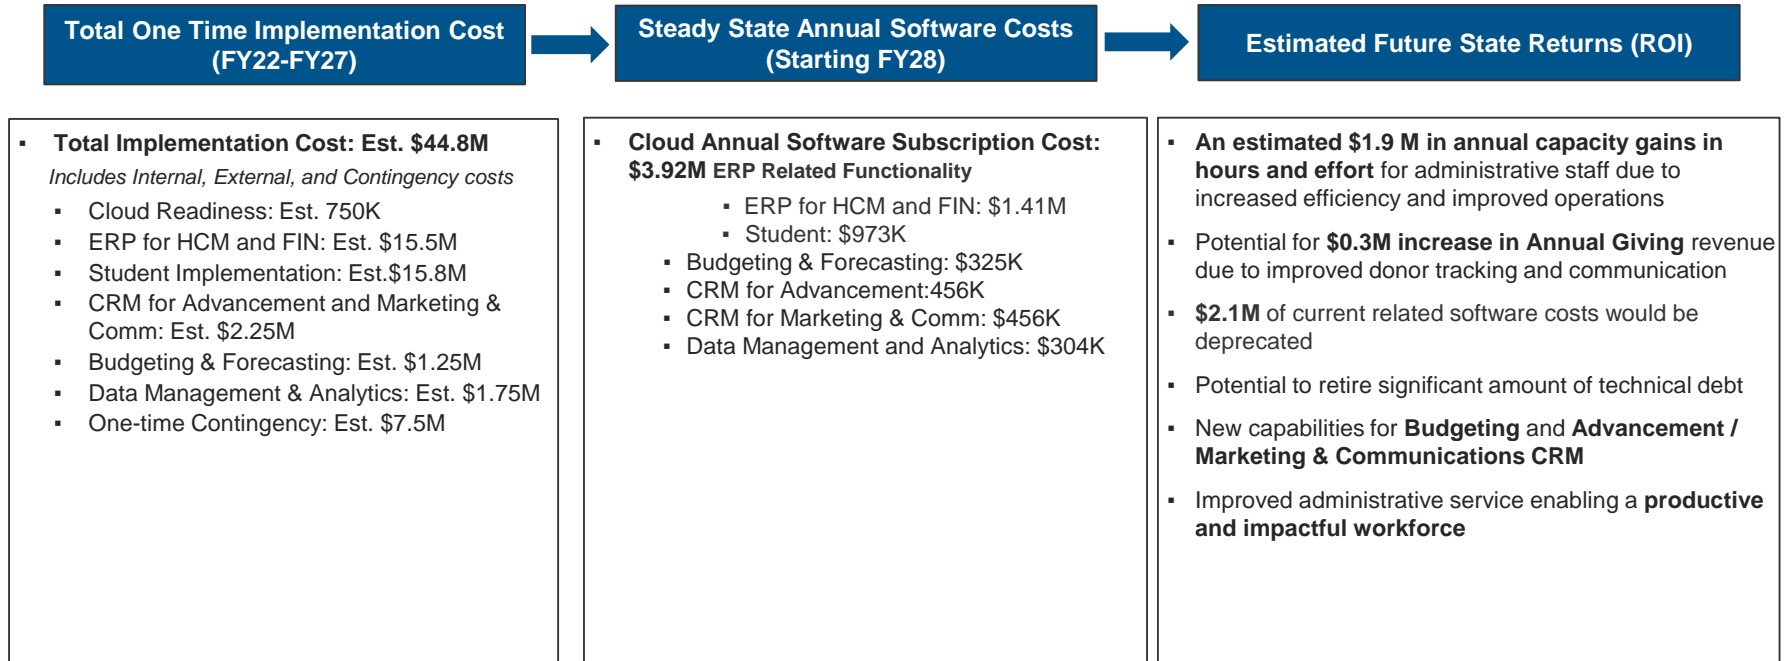 Total One Time Implementation Cost
(FY22-FY27)
Steady State Annual Software Costs
(Starting FY28)
Estimated Future State Returns (ROI)
▪ Total Implementation Cost: Est. $44.8M
Includes Internal, External, and Contingency costs
▪ Cloud Readiness: Est. 750K
▪ ERP for HCM and FIN: Est. $15.5M
▪ Student Implementation: Est.$15.8M
▪ CRM for Advancement and Marketing &
Comm: Est. $2.25M
▪ Budgeting & Forecasting: Est. $1.25M
▪ Data Management & Analytics: Est. $1.75M
▪ One-time Contingency: Est. $7.5M
▪ Cloud Annual Software Subscription Cost:
$3.92M ERP Related Functionality
▪ ERP for HCM and FIN: $1.41M
▪ Student: $973K
▪ Budgeting & Forecasting: $325K
▪ CRM for Advancement:456K
▪ CRM for Marketing & Comm: $456K
▪ Data Management and Analytics: $304K
▪ An estimated $1.9 M in annual capacity gains in
hours and effort for administrative staff due to
increased efficiency and improved operations
▪ Potential for $0.3M increase in Annual Giving revenue
due to improved donor tracking and communication
▪ $2.1M of current related software costs would be
deprecated
▪ Potential to retire significant amount of technical debt
▪ New capabilities for Budgeting and Advancement /
Marketing & Communications CRM
▪ Improved administrative service enabling a productive
and impactful workforce